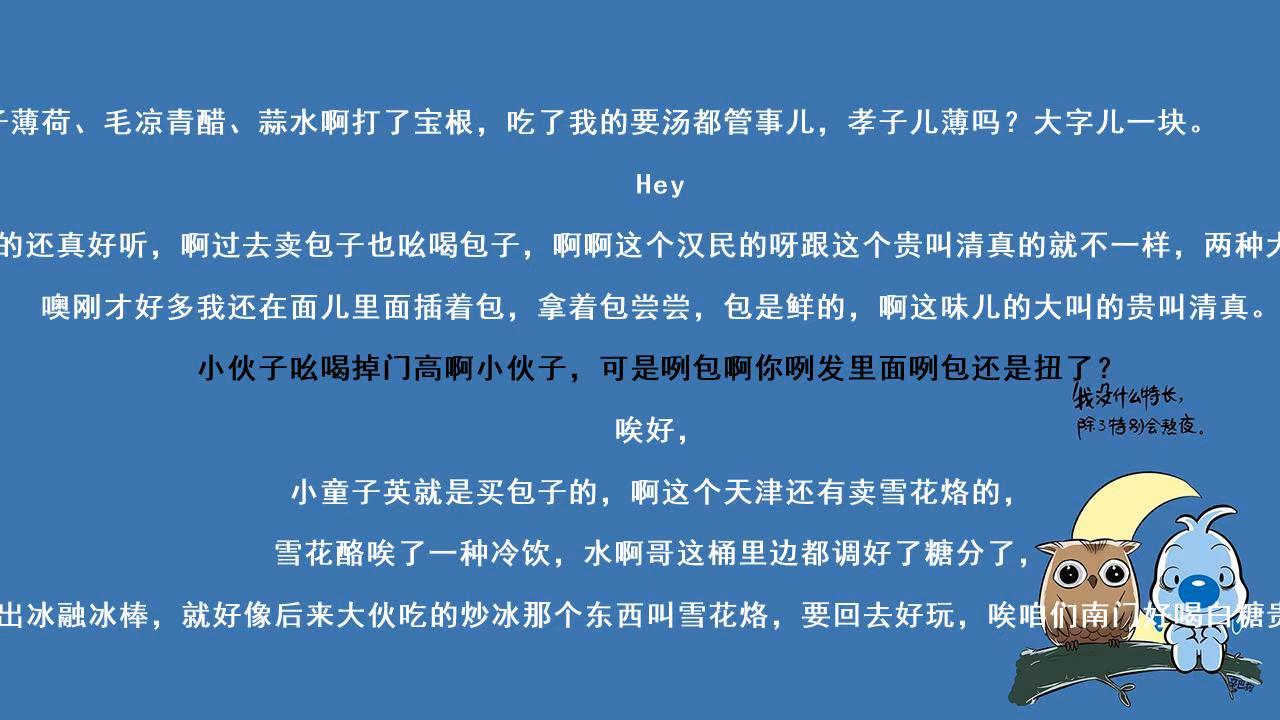 子薄荷、毛凉青醋、蒜水啊打了宝根，吃了我的要汤都管事儿，孝子儿薄吗？大字儿一块。
Hey
的还真好听，啊过去卖包子也吆喝包子，啊啊这个汉民的呀跟这个贵叫清真的就不一样，两种大
噢刚才好多我还在面儿里面插着包，拿着包尝尝，包是鲜的，啊这味儿的大叫的贵叫清真。
小伙子吆喝掉门高啊小伙子，可是咧包啊你咧发里面咧包还是扭了？
我没什么特长，
除了特别会熬夜。
唉好，
小童子英就是买包子的，啊这个天津还有卖雪花烙的，
雪花酪唉了一种冷饮，水啊哥这桶里边都调好了糖分了，
出冰融冰棒，就好像后来大伙吃的炒冰那个东西叫雪花烙，要回去好玩，唉咱们南门好喝白糖贵